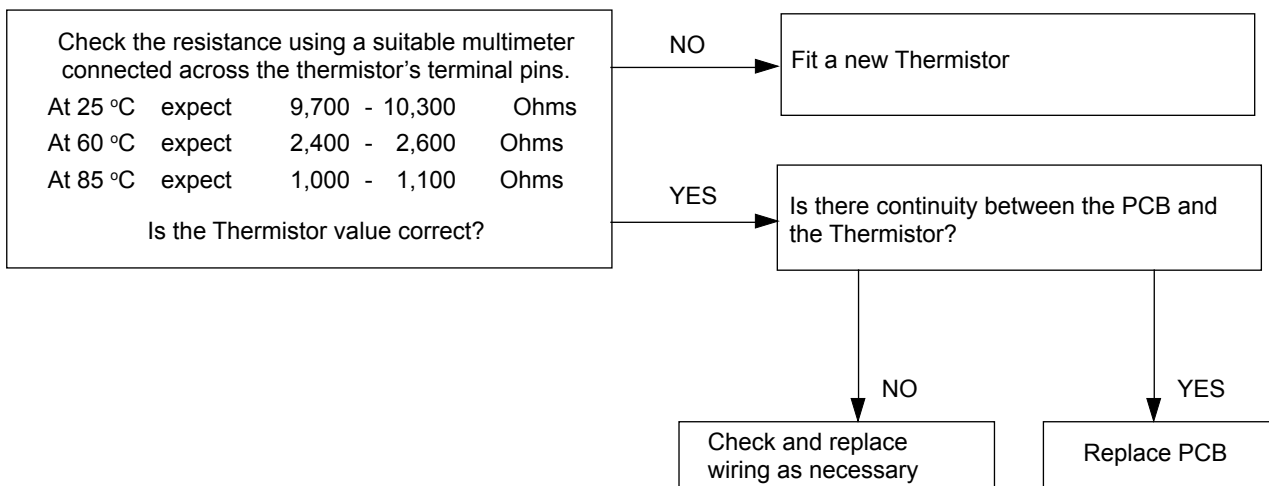 Check the resistance using a suitable multimeter
connected across the thermistor’s terminal pins.
At 25 °C expect 9,700 - 10,300 Ohms
At 60 °C expect 2,400 - 2,600 Ohms
At 85 °C expect 1,000 - 1,100 Ohms
Is the Thermistor value correct?
NO
Fit a new Thermistor
YES
Is there continuity between the PCB and
the Thermistor?
NO
Check and replace
wiring as necessary
YES
Replace PCB